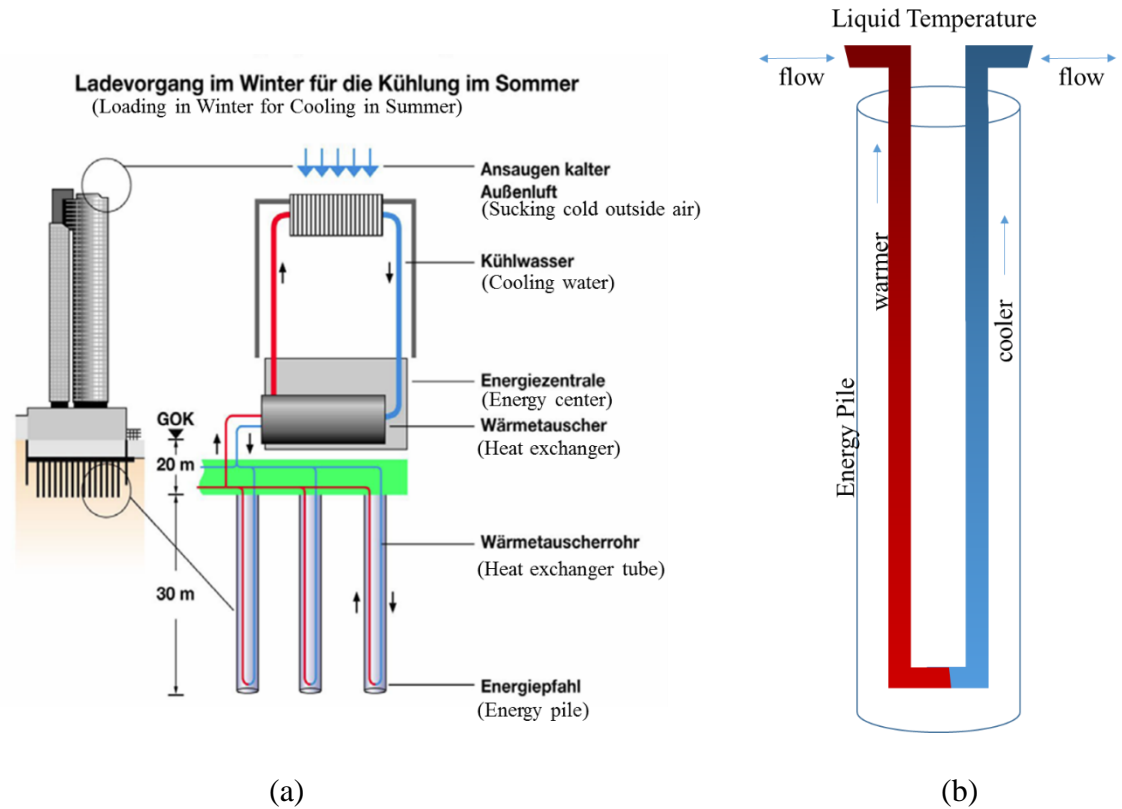 Ladevorgang im Winter für die Kühlung im Sommer
(Loading in Winter for Cooling in Summer)
Ansaugen kalter
Außenluft
(Sucking cold outside air)
Kühlwasser
(Cooling water)
Energiezentrale
(Energy center)
GOK
Wärmetauscher
(Heat exchanger)
20 m
Wärmetauscherrohr
(Heat exchanger tube)
30 m
Energiepfahl
(Energy pile)
(a)
Liquid Temperature
flow
flow
warmer
cooler
Energy Pile
(b)